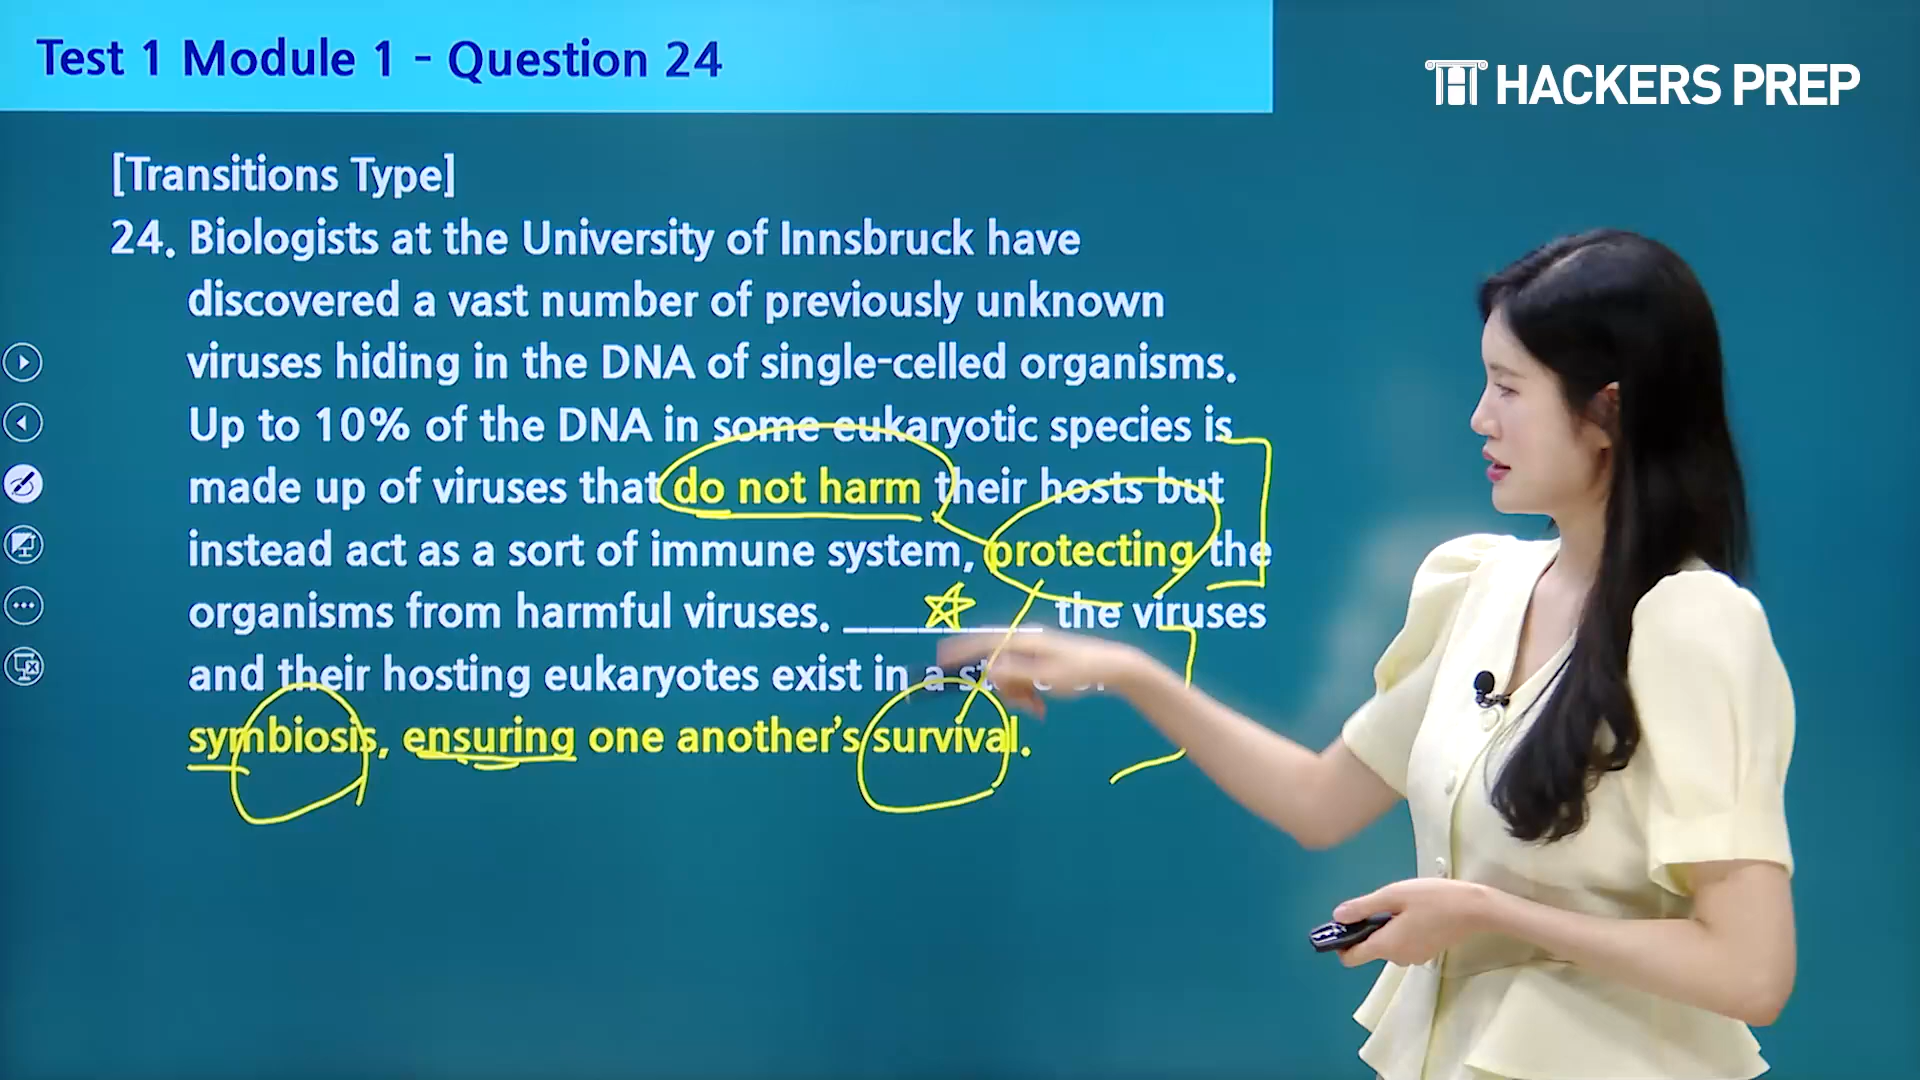 Test 1 Module 1 - Question 24
HACKERS PREP
[Transitions Type]
24. Biologists at the University of Innsbruck have
discovered a vast number of previously unknown
viruses hiding in the DNA of single-celled organisms.
Up to 10% of the DNA in some eukaryotic species is
made up of viruses that do not harm their hosts but
instead act as a sort of immune system, protecting the
organisms from harmful viruses. ________ the viruses
and their hosting eukaryotes exist in a
symbiosis, ensuring one another's survival.